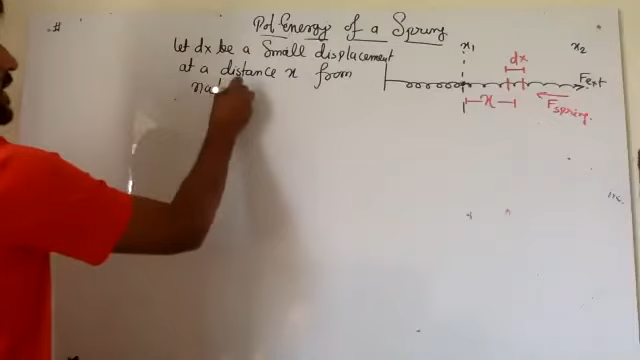 # Pot Energy of a Spring
let dx be a Small displacement
at a distance x from
nat
x₁
x₂
dx
Fext
x
Fspring.